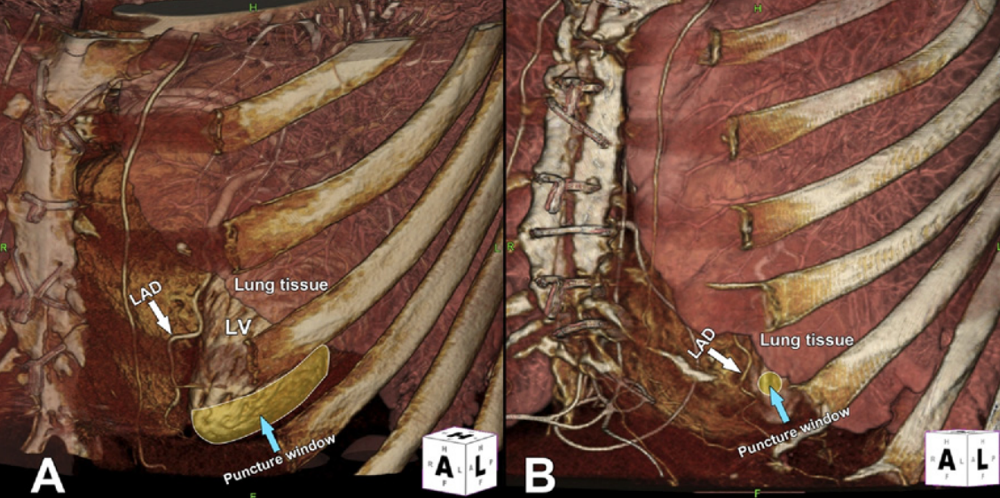 H
R
L
LAD
Lung tissue
LV
Puncture window
A
H
R A L
F
F
H
R
L
LAD
Lung tissue
Puncture window
B
H H
R A L A L P
F F
F